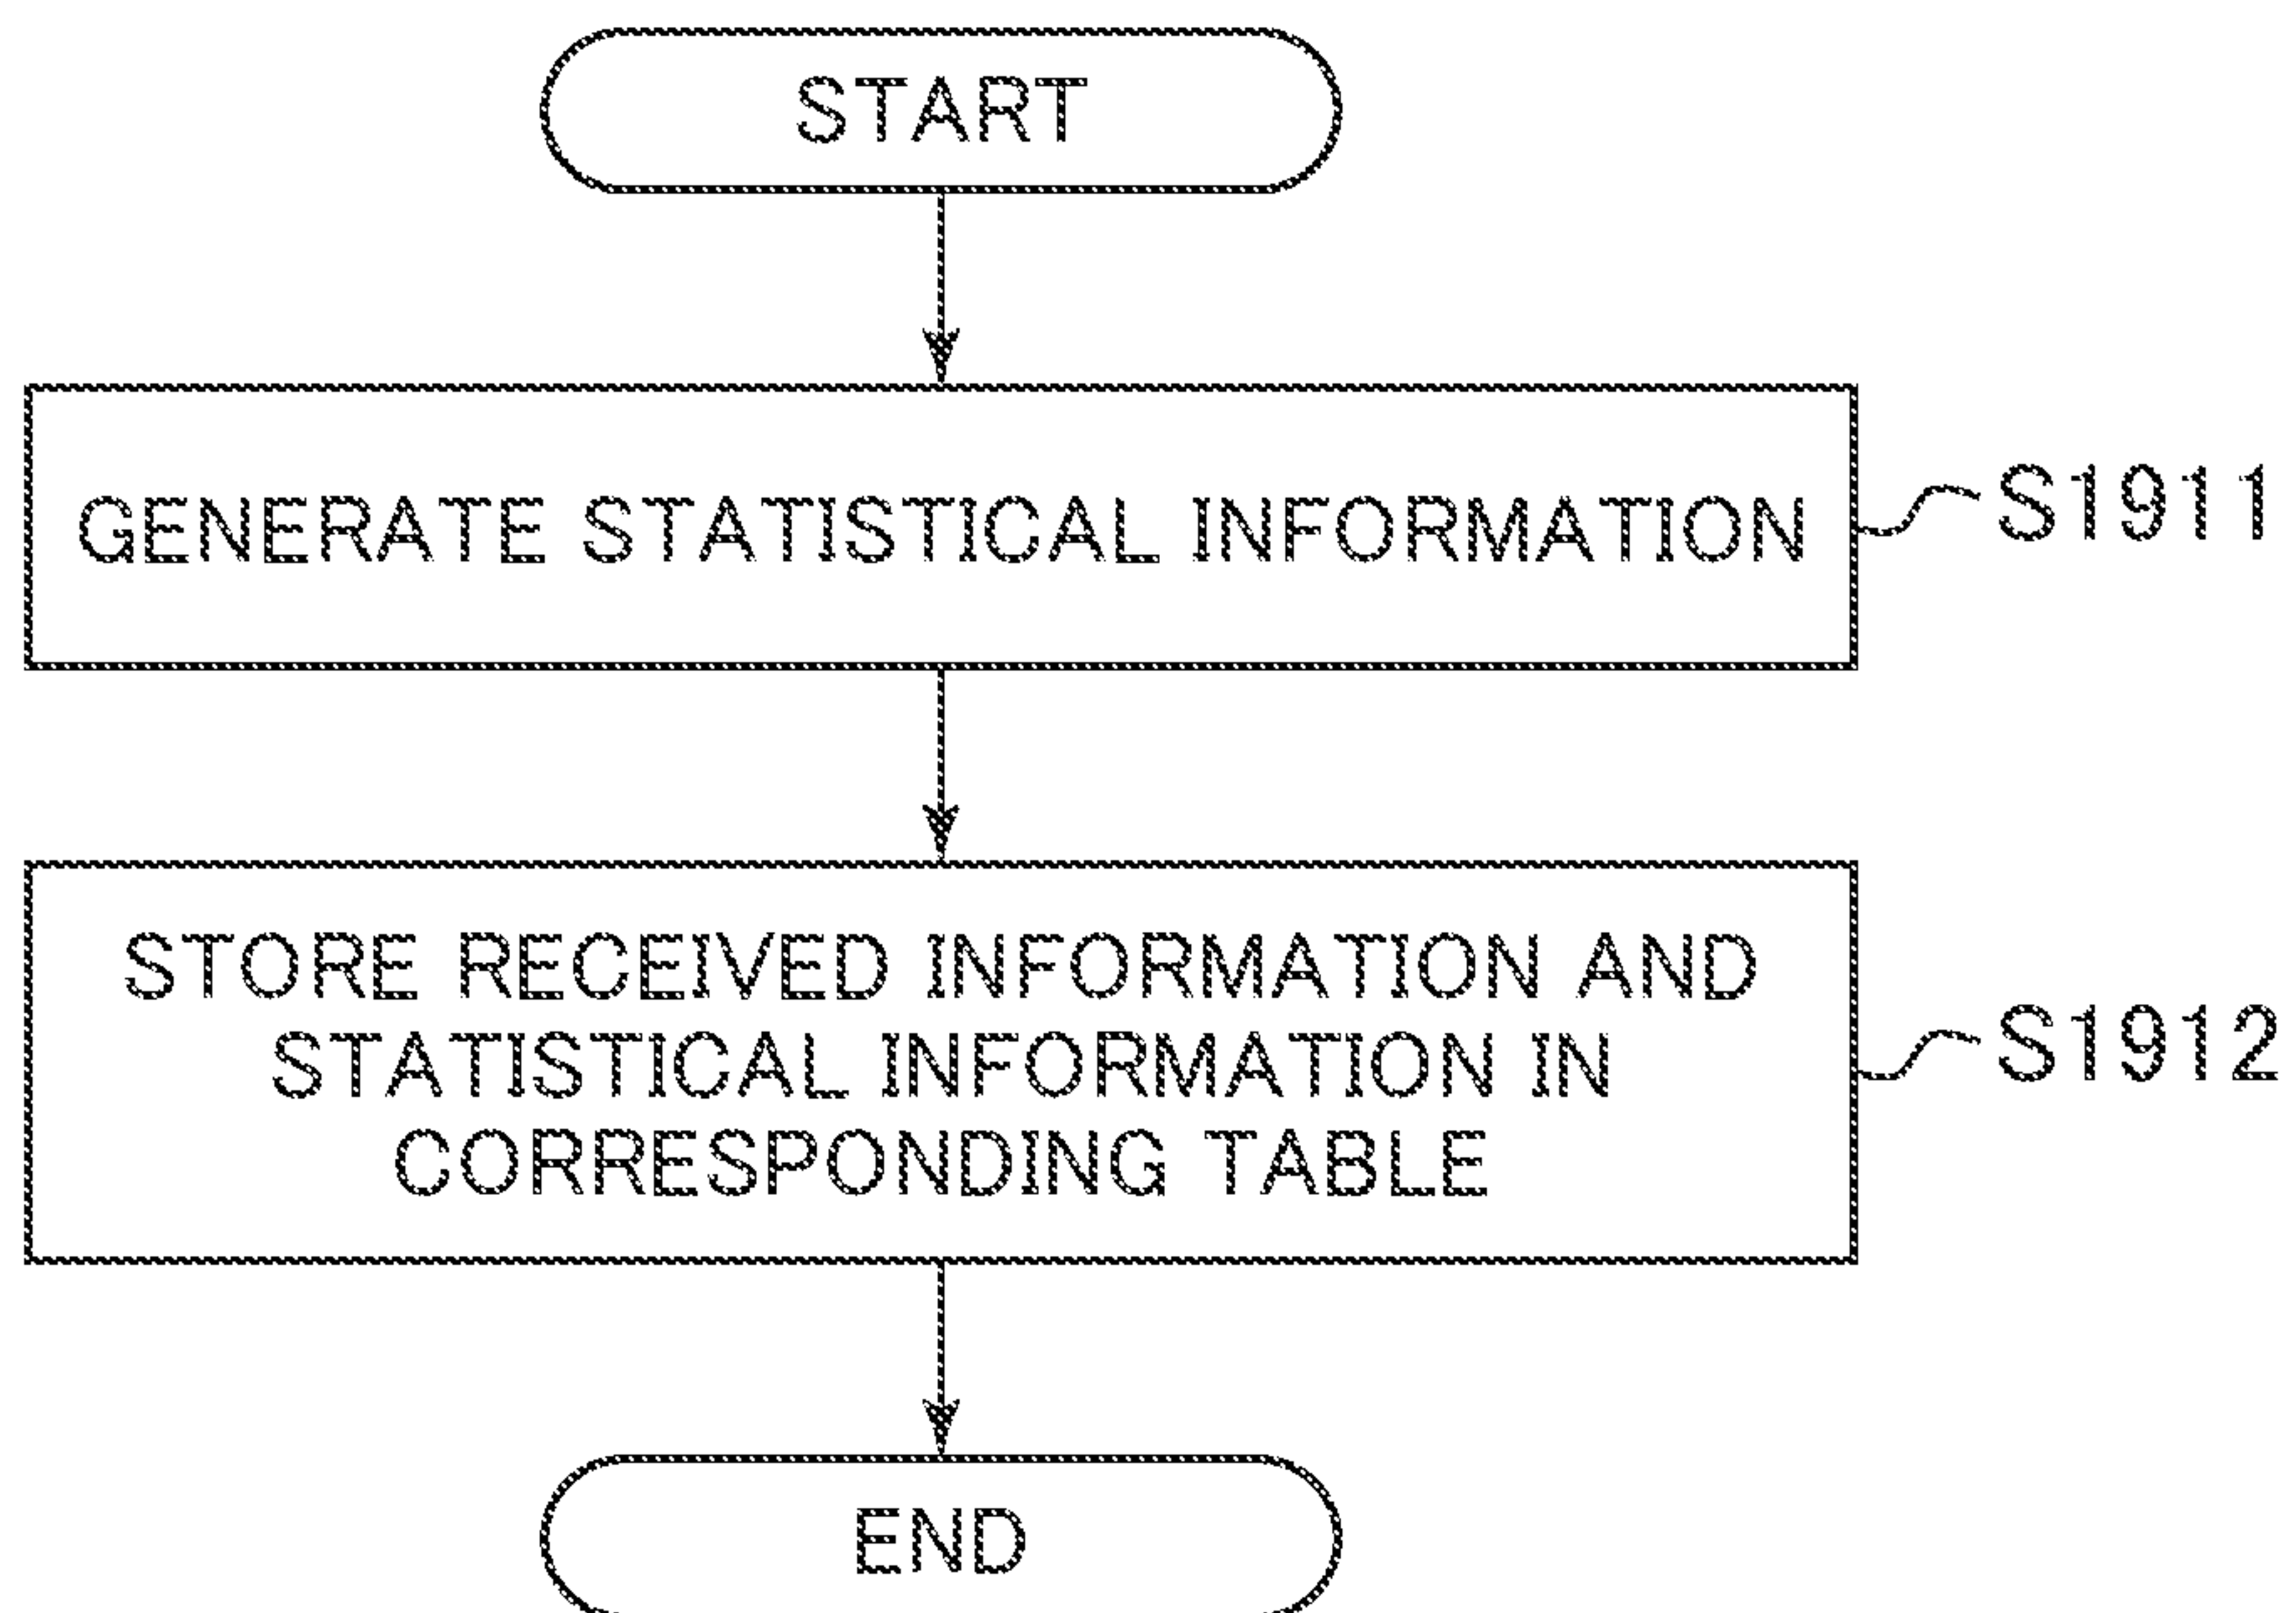 START
GENERATE STATISTICAL INFORMATION
S1911
STORE RECEIVED INFORMATION AND
STATISTICAL INFORMATION IN
CORRESPONDING TABLE
S1912
END